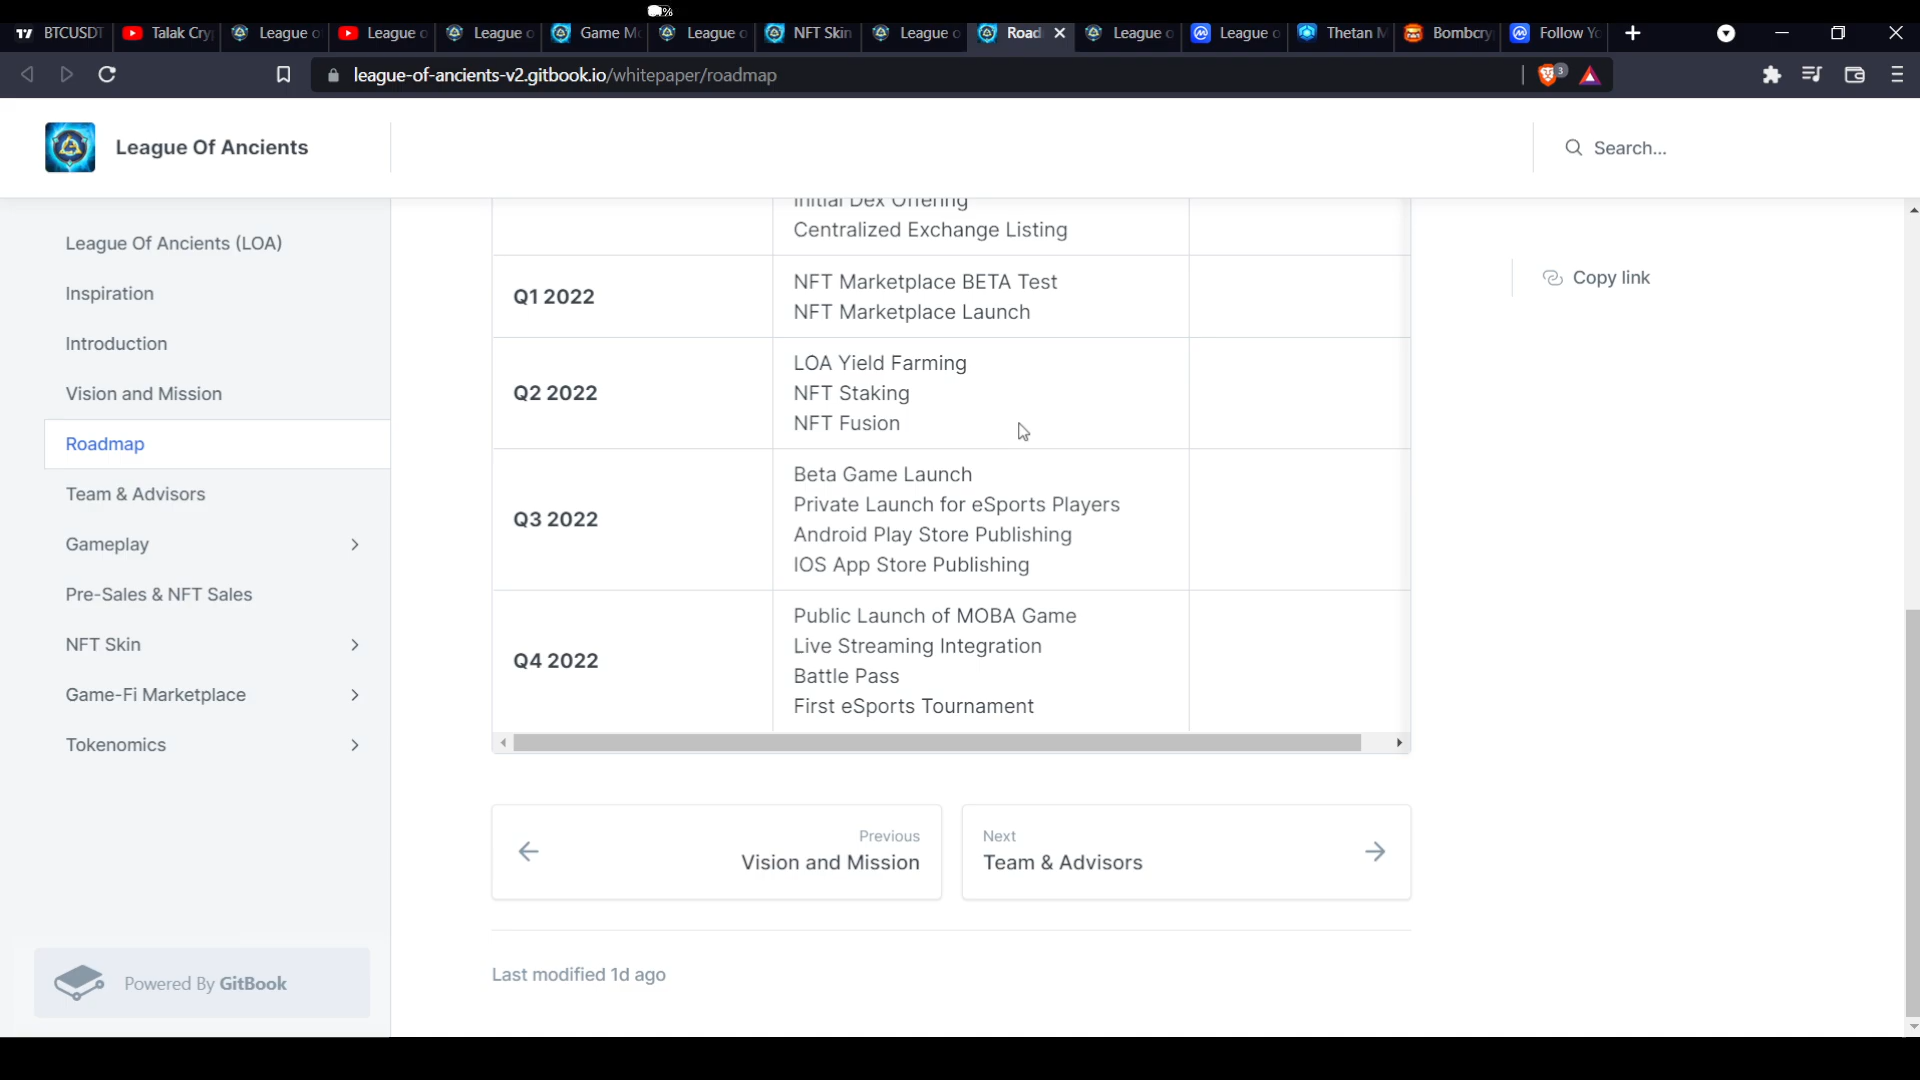 %
BTCUSDT
Talak Cry
League o
League o
League o
Game M
League o
NFT Skin
League o
Road
League o
League o
Thetan M
Bombcry
Follow Yo
league-of-ancients-v2.gitbook.io/whitepaper/roadmap
3
League Of Ancients
Search...
League Of Ancients (LOA)
Inspiration
Introduction
Vision and Mission
Roadmap
Team & Advisors
Gameplay
Pre-Sales & NFT Sales
NFT Skin
Game-Fi Marketplace
Tokenomics
Powered By GitBook
Initial Dex Offering
Centralized Exchange Listing
Q1 2022
NFT Marketplace BETA Test
NFT Marketplace Launch
Q2 2022
LOA Yield Farming
NFT Staking
NFT Fusion
Q3 2022
Beta Game Launch
Private Launch for eSports Players
Android Play Store Publishing
IOS App Store Publishing
Q4 2022
Public Launch of MOBA Game
Live Streaming Integration
Battle Pass
First eSports Tournament
Copy link
Previous
Vision and Mission
Next
Team & Advisors
Last modified 1d ago